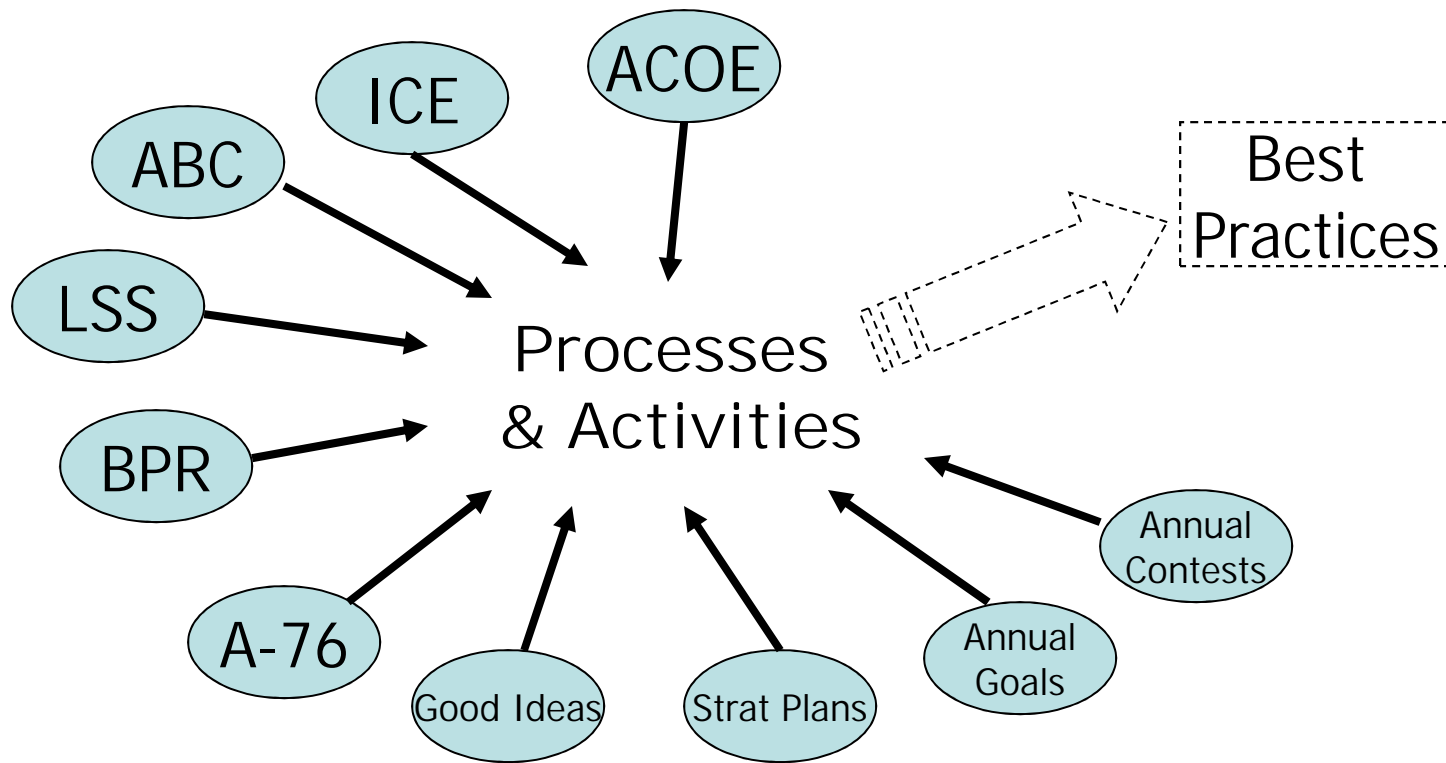 ACOE
ICE
ABC
LSS
BPR
A-76
Good Ideas
Strat Plans
Annual
Goals
Annual
Contests
Processes
& Activities
Best
Practices